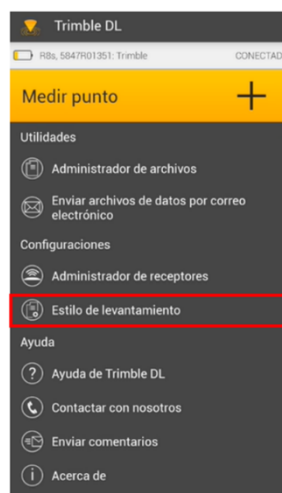 Trimble DL
R8s, 5847R01351: Trimble CONECTAD
Medir punto
Utilidades
Administrador de archivos
Enviar archivos de datos por correo
electrónico
Configuraciones
Administrador de receptores
Estilo de levantamiento
Ayuda
Ayuda de Trimble DL
Contactar con nosotros
Enviar comentarios
Acerca de